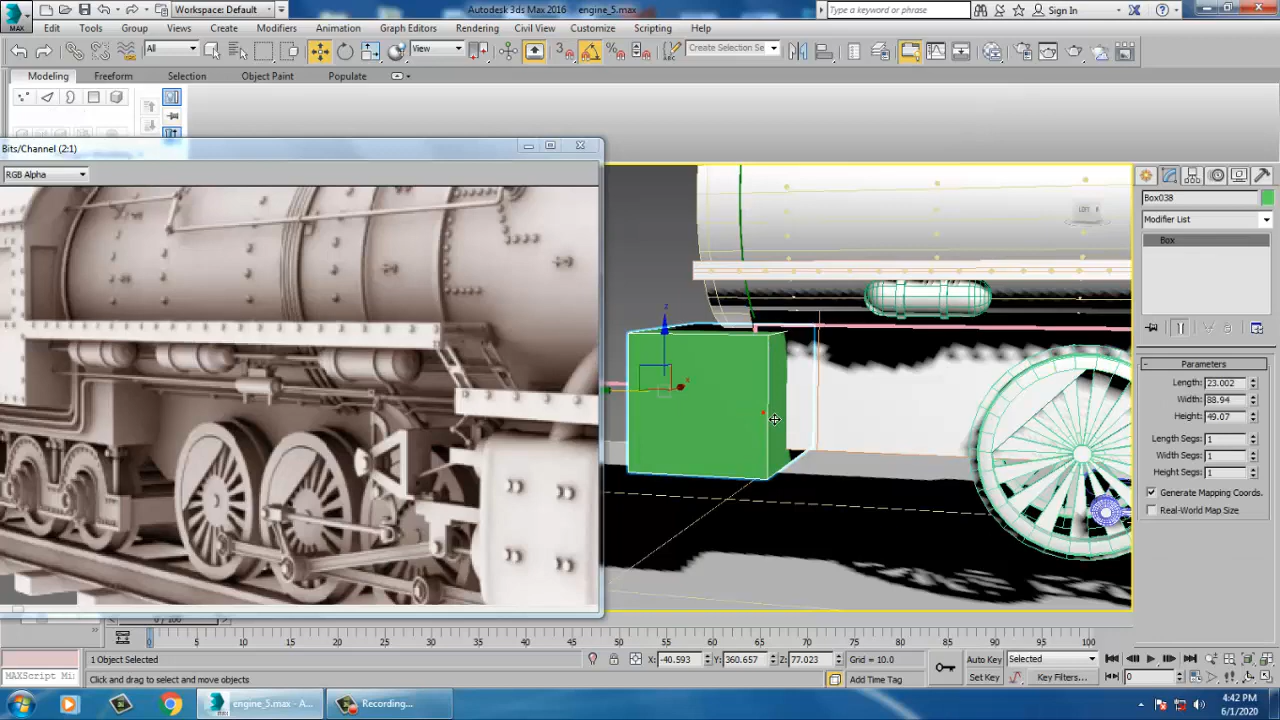 Workspace: Default
Autodesk 3ds Max 2016 engine_5.max
Type a keyword or phrase
Sign In
MAX
Edit Tools Group Views Create Modifiers Animation Graph Editors Rendering Civil View Customize Scripting Help
All
View
Create Selection Se
Modeling Freeform Selection Object Paint Populate
Bits/Channel (2:1)
RGB Alpha
Box038
Modifier List
Box
Parameters
Length: 23.002
Width: 88.94
Height: 49.07
Length Segs: 1
Width Segs: 1
Height Segs: 1
Generate Mapping Coords.
Real-World Map Size
z
x
0 / 100
0 5 10 15 20 25 30 35 40 45 50 55 60 65 70 75 80 85 90 95 100
1 Object Selected
X: -40.593 Y: 360.657 Z: 77.023 Grid = 10.0
Auto Key Selected
MAXScript Mi
Click and drag to select and move objects
Add Time Tag
Set Key Key Filters... 0
engine_5.max - A...
Recording...
4:42 PM
6/1/2020